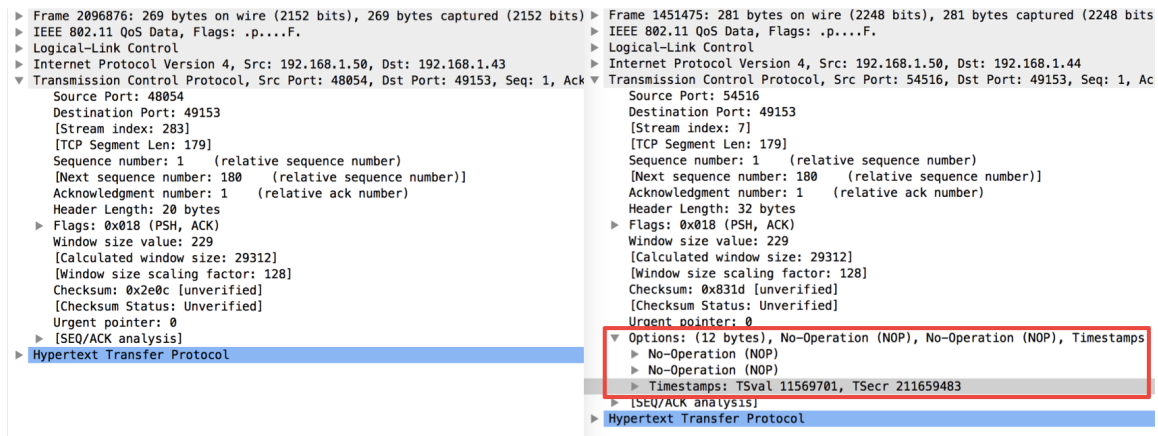 Frame 2096876: 269 bytes on wire (2152 bits), 269 bytes captured (2152 bits)
IEEE 802.11 QoS Data, Flags: .p....F.
Logical-Link Control
Internet Protocol Version 4, Src: 192.168.1.50, Dst: 192.168.1.43
Transmission Control Protocol, Src Port: 48054, Dst Port: 49153, Seq: 1, Ack
Source Port: 48054
Destination Port: 49153
[Stream index: 283]
[TCP Segment Len: 179]
Sequence number: 1 (relative sequence number)
[Next sequence number: 180 (relative sequence number)]
Acknowledgment number: 1 (relative ack number)
Header Length: 20 bytes
Flags: 0x018 (PSH, ACK)
Window size value: 229
[Calculated window size: 29312]
[Window size scaling factor: 128]
Checksum: 0x2e0c [unverified]
[Checksum Status: Unverified]
Urgent pointer: 0
[SEQ/ACK analysis]
Hypertext Transfer Protocol
Frame 1451475: 281 bytes on wire (2248 bits), 281 bytes captured (2248 bits
IEEE 802.11 QoS Data, Flags: .p....F.
Logical-Link Control
Internet Protocol Version 4, Src: 192.168.1.50, Dst: 192.168.1.44
Transmission Control Protocol, Src Port: 54516, Dst Port: 49153, Seq: 1, Ac
Source Port: 54516
Destination Port: 49153
[Stream index: 7]
[TCP Segment Len: 179]
Sequence number: 1 (relative sequence number)
[Next sequence number: 180 (relative sequence number)]
Acknowledgment number: 1 (relative ack number)
Header Length: 32 bytes
Flags: 0x018 (PSH, ACK)
Window size value: 229
[Calculated window size: 29312]
[Window size scaling factor: 128]
Checksum: 0x831d [unverified]
[Checksum Status: Unverified]
Urgent pointer: 0
Options: (12 bytes), No-Operation (NOP), No-Operation (NOP), Timestamps
No-Operation (NOP)
No-Operation (NOP)
Timestamps: TSval 11569701, TSecr 211659483
[SEQ/ACK analysis]
Hypertext Transfer Protocol